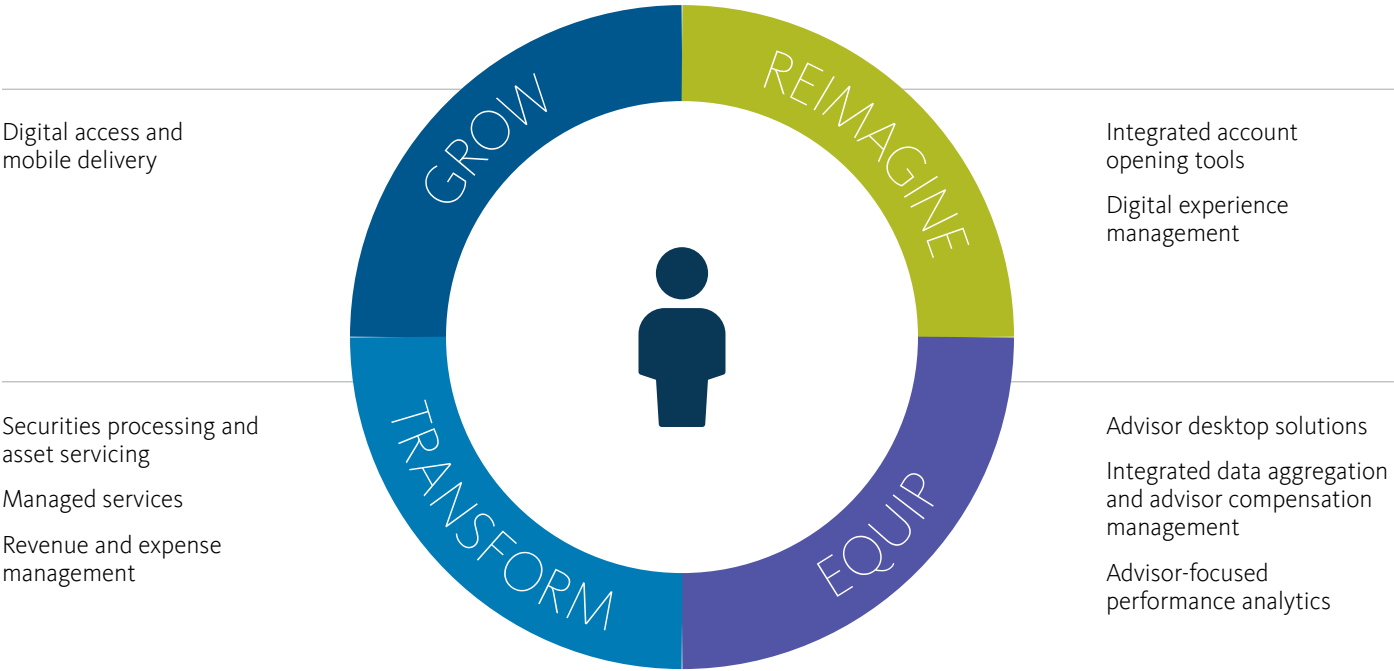 GROW
Digital access and
mobile delivery
REIMAGINE
Integrated account
opening tools
Digital experience
management
TRANSFORM
Securities processing and
asset servicing
Managed services
Revenue and expense
management
EQUIP
Advisor desktop solutions
Integrated data aggregation
and advisor compensation
management
Advisor-focused
performance analytics